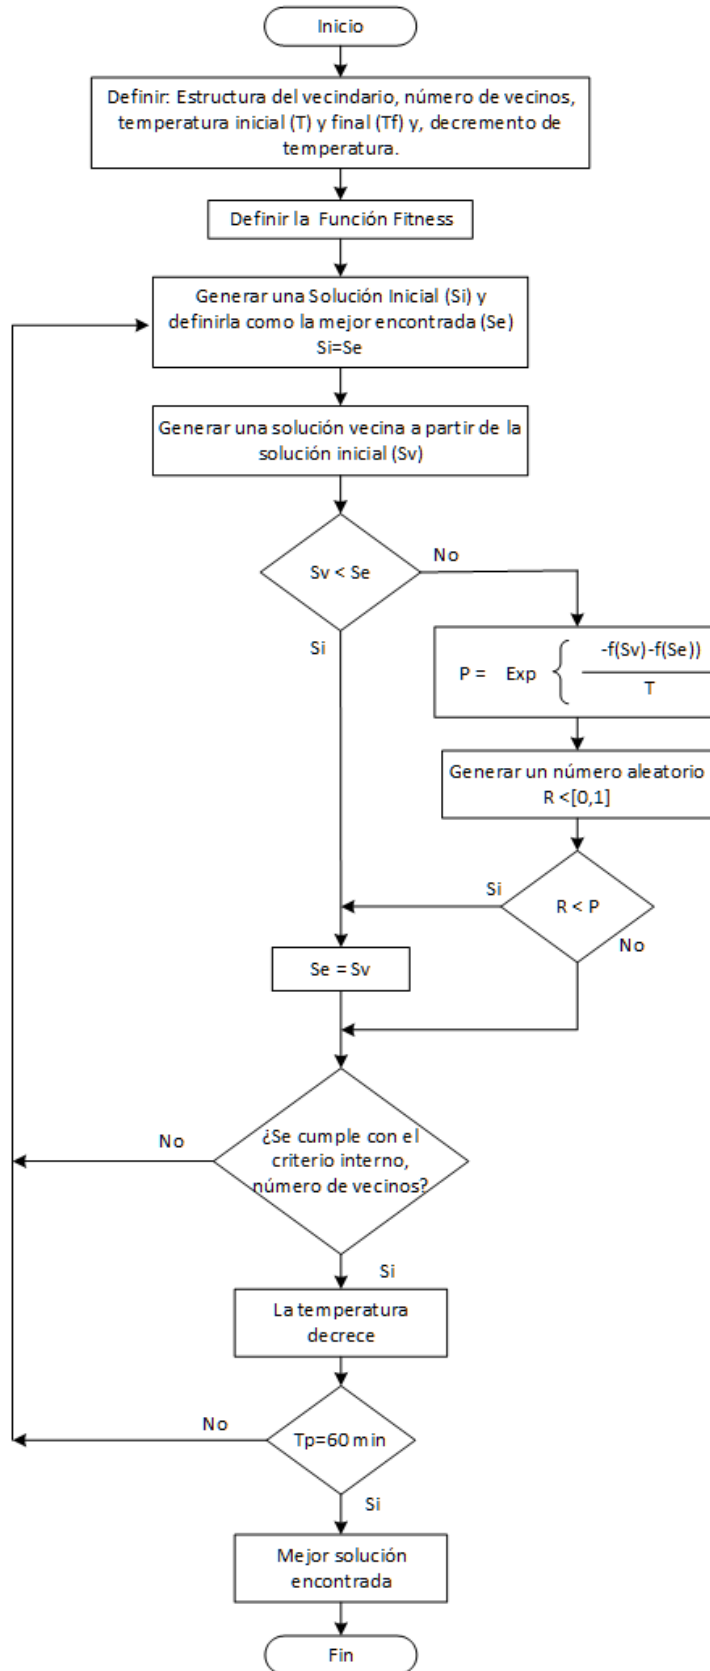 Inicio
Definir: Estructura del vecindario, número de vecinos,
temperatura inicial (T) y final (Tf) y, decremento de
temperatura.
Definir la Función Fitness
Generar una Solución Inicial (Si) y
definirla como la mejor encontrada (Se)
Si=Se
Generar una solución vecina a partir de la
solución inicial (Sv)
Sv < Se
No
Si
-f(Sv)-f(Se))
P = Exp {
T
Generar un número aleatorio
R <[0,1]
Si
R < P
No
Se = Sv
No
¿Se cumple con el
criterio interno,
número de vecinos?
Si
La temperatura
decrece
No
Tp=60 min
Si
Mejor solución
encontrada
Fin